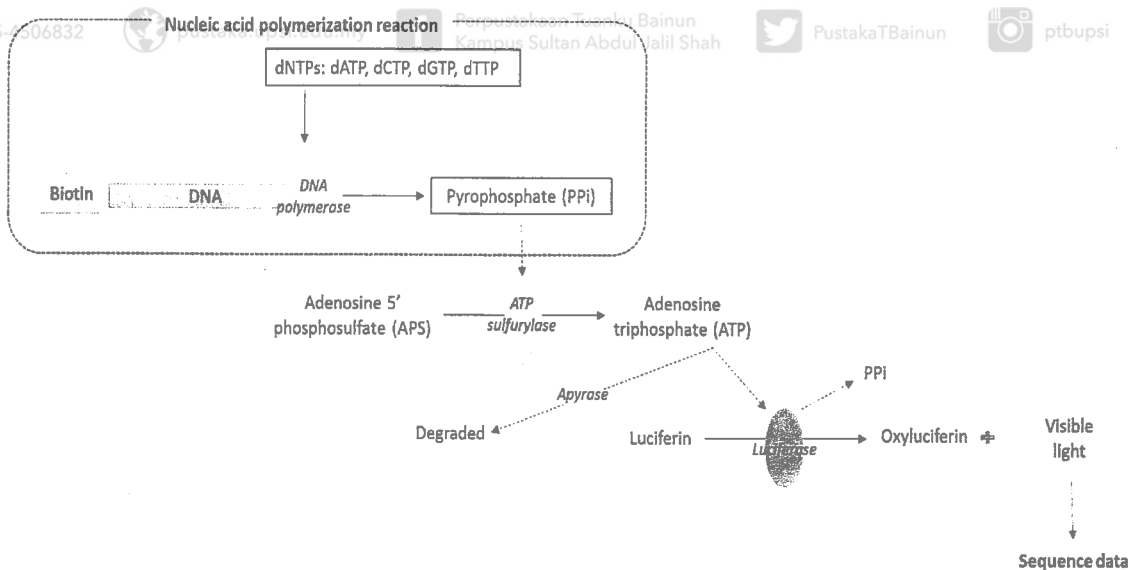 Nucleic acid polymerization reaction
506832
pustaka.upsi.edu.my
Perpustakaan Tuanku Bainun
Kampus Sultan Abdul Jalil Shah
PustakaTBainun
ptbupsi
dNTPs: dATP, dCTP, dGTP, dTTP
Biotin
DNA
DNA
polymerase
Pyrophosphate (PPi)
Adenosine 5’
phosphosulfate (APS)
ATP
sulfurylase
Adenosine
triphosphate (ATP)
Apyrase
PPi
Degraded
Luciferin
Luciferase
Oxyluciferin +
Visible
light
Sequence data